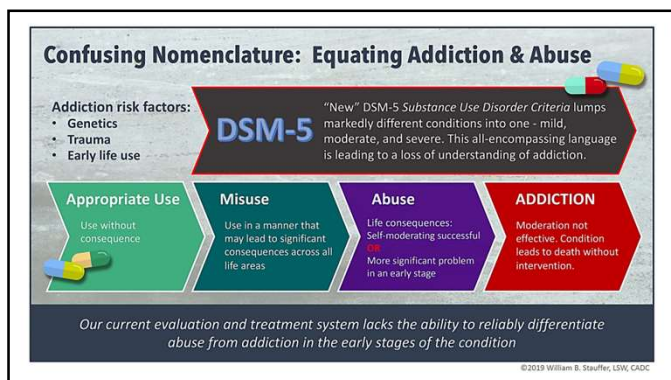 Confusing Nomenclature: Equating Addiction & Abuse
Addiction risk factors:
• Genetics
• Trauma
• Early life use
DSM-5
"New" DSM-5 Substance Use Disorder Criteria lumps
markedly different conditions into one - mild,
moderate, and severe. This all-encompassing language
is leading to a loss of understanding of addiction.
Appropriate Use
Use without
consequence
Misuse
Use in a manner that
may lead to significant
consequences across all
life areas
Abuse
Life consequences:
Self-moderating successful
OR
More significant problem
in an early stage
ADDICTION
Moderation not
effective. Condition
leads to death without
intervention.
Our current evaluation and treatment system lacks the ability to reliably differentiate
abuse from addiction in the early stages of the condition
©2019 William B. Stauffer, LSW, CADC